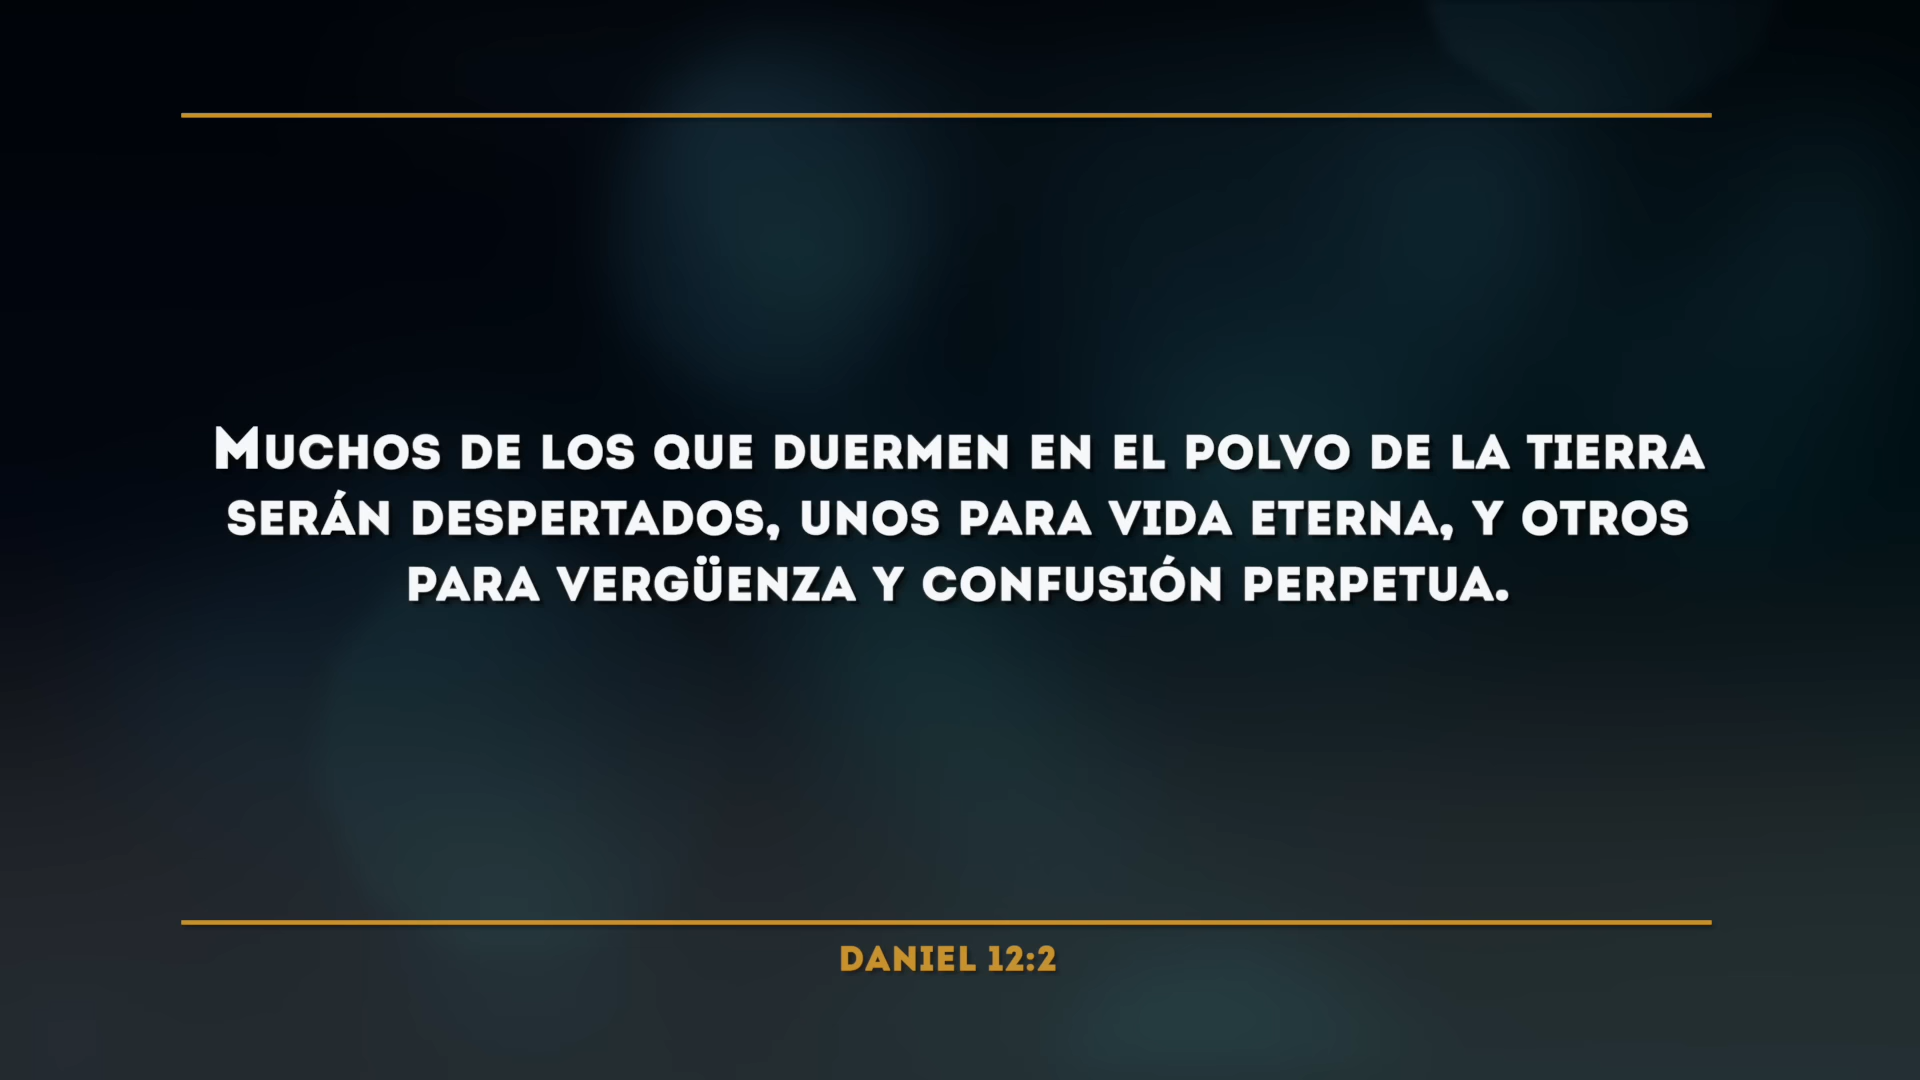 Muchos de los que duermen en el polvo de la tierra
serán despertados, unos para vida eterna, y otros
para vergüenza y confusión perpetua.
DANIEL 12:2